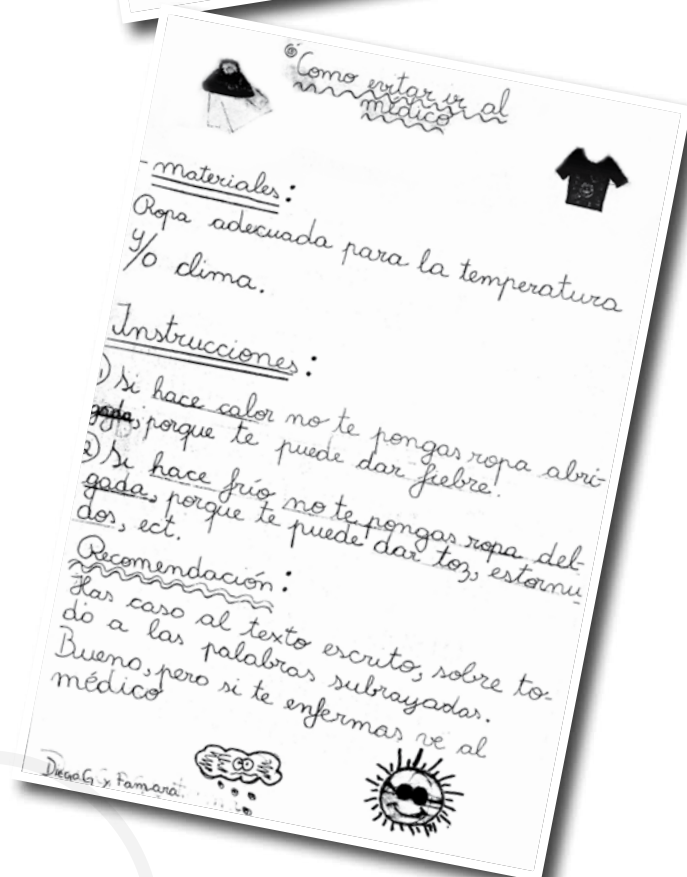 Como evitar ir al
médico
- materiales:
Ropa adecuada para la temperatura
y/o clima.
Instrucciones:
1) Si hace calor no te pongas ropa abri-
gada, porque te puede dar fiebre.
2) Si hace frío no te pongas ropa del-
gada, porque te puede dar toz, estornu
dos, ect.
Recomendación:
Has caso al texto escrito, sobre to-
do a las palabras subrayadas.
Bueno, pero si te enfermas ve al
médico
Diego G y Famara.